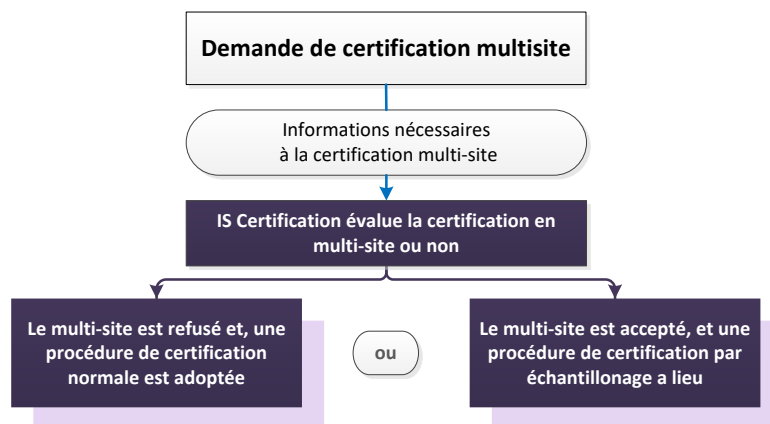 Demande de certification multisite
Informations nécessaires
à la certification multi-site
IS Certification évalue la certification en
multi-site ou non
Le multi-site est refusé et, une
procédure de certification
normale est adoptée
ou
Le multi-site est accepté, et une
procédure de certification par
échantillonage a lieu